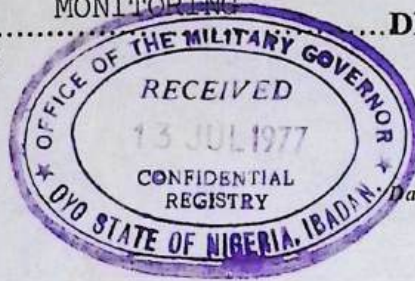 MONITORING
OFFICE OF THE MILITARY GOVERNOR
RECEIVED
13 JUL 1977
CONFIDENTIAL
REGISTRY
OYO STATE OF NIGERIA, IBADAN.